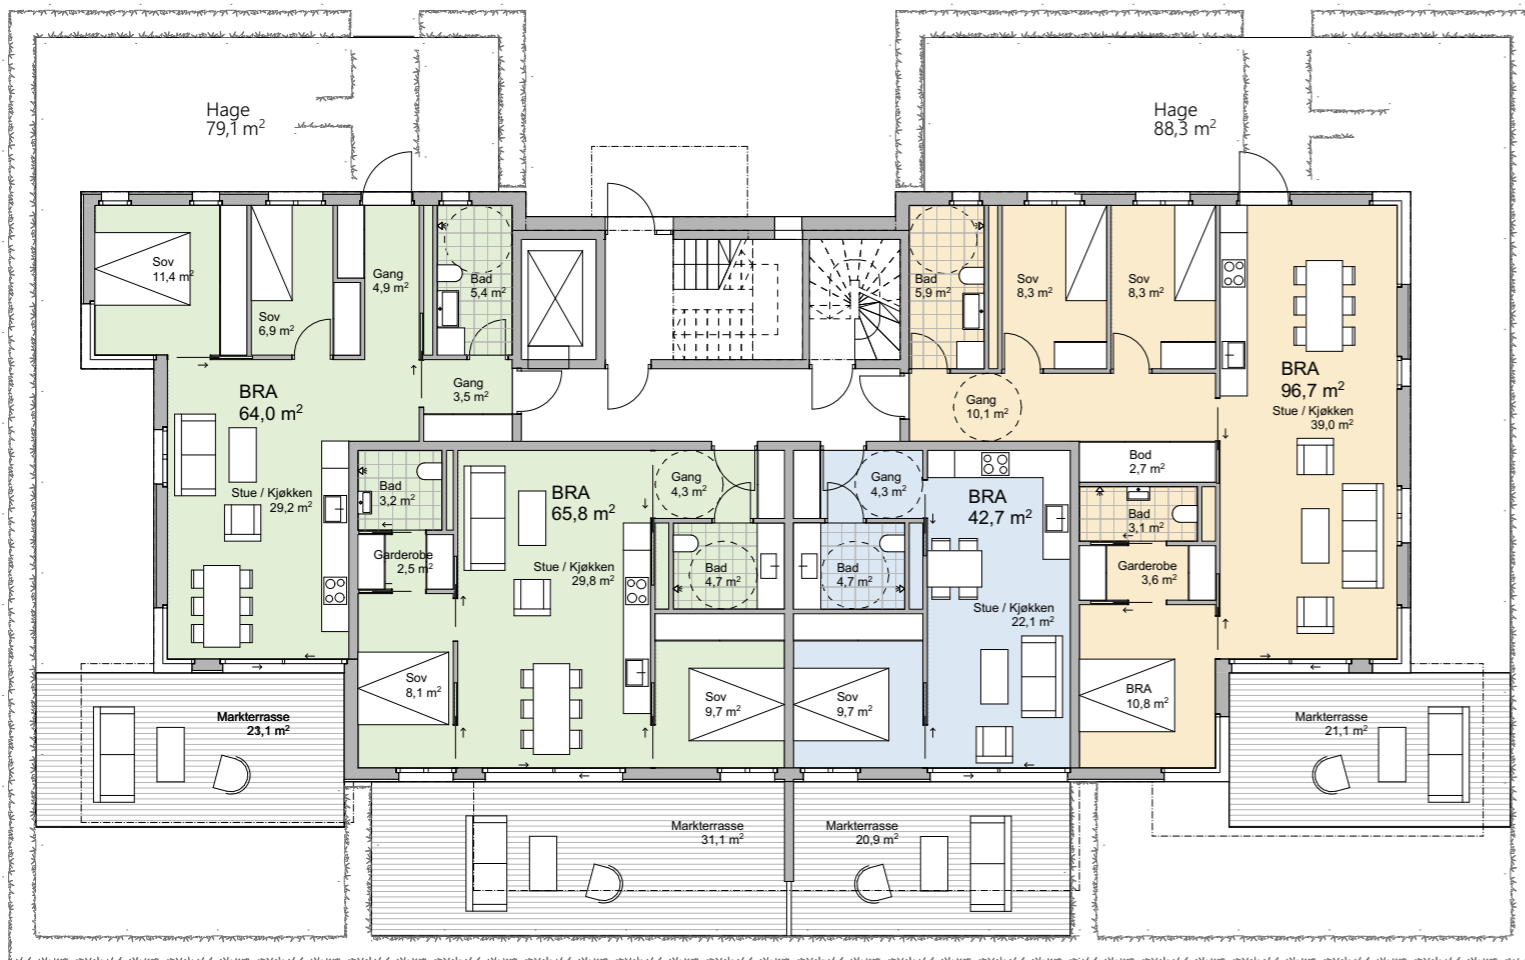 Hage
79,1 m²
Hage
88,3 m²
Sov
11,4 m²
Sov
6,9 m²
Gang
4,9 m²
Bad
5,4 m²
Bad
5,9 m²
Sov
8,3 m²
Sov
8,3 m²
BRA
64,0 m²
Gang
3,5 m²
Gang
10,1 m²
BRA
96,7 m²
Stue / Kjøkken
39,0 m²
Stue / Kjøkken
29,2 m²
Bad
3,2 m²
BRA
65,8 m²
Gang
4,3 m²
Gang
4,3 m²
BRA
42,7 m²
Bod
2,7 m²
Bad
3,1 m²
Garderobe
2,5 m²
Stue / Kjøkken
29,8 m²
Bad
4,7 m²
Bad
4,7 m²
Garderobe
3,6 m²
Stue / Kjøkken
22,1 m²
Sov
8,1 m²
Sov
9,7 m²
Sov
9,7 m²
BRA
10,8 m²
Markterrasse
23,1 m²
Markterrasse
21,1 m²
Markterrasse
31,1 m²
Markterrasse
20,9 m²